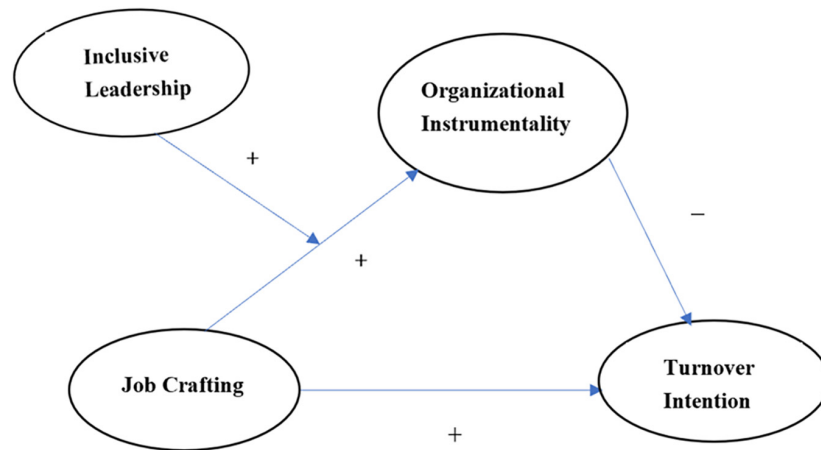 Inclusive
Leadership
Organizational
Instrumentality
+
−
+
Job Crafting
Turnover
Intention
+